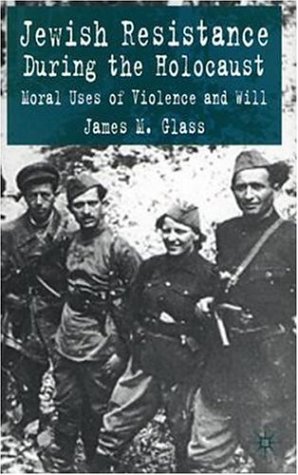 Jewish Resistance
During the Holocaust
Moral Uses of Violence and Will
James M. Glass